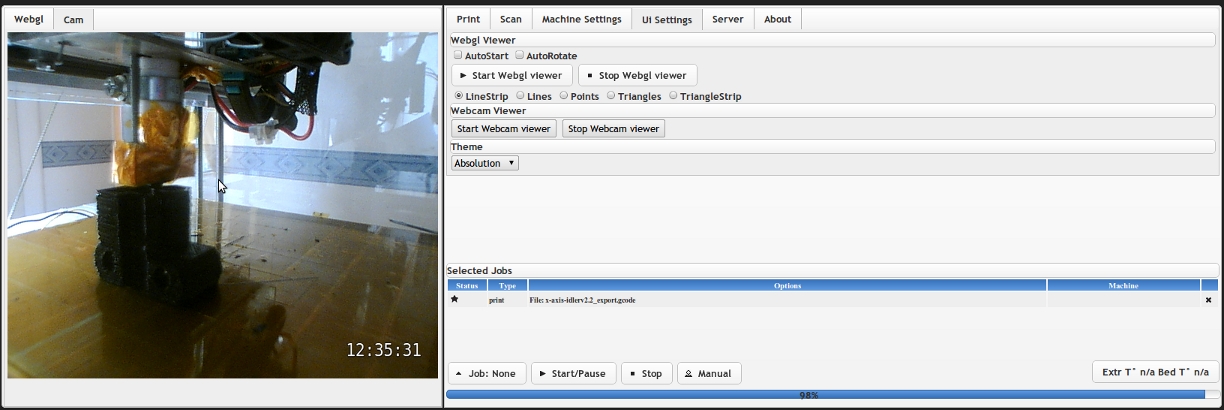 Webgl Cam
12:35:31
Print Scan Machine Settings Ui Settings Server About
Webgl Viewer
AutoStart AutoRotate
Start Webgl viewer Stop Webgl viewer
LineStrip Lines Points Triangles TriangleStrip
Webcam Viewer
Start Webcam viewer Stop Webcam viewer
Theme
Absolution
Selected Jobs
Status Type Options Machine
print File: x-axis-idlerv2.2_export.gcode
Job: None Start/Pause Stop Manual Extr T° n/a Bed T° n/a
98%